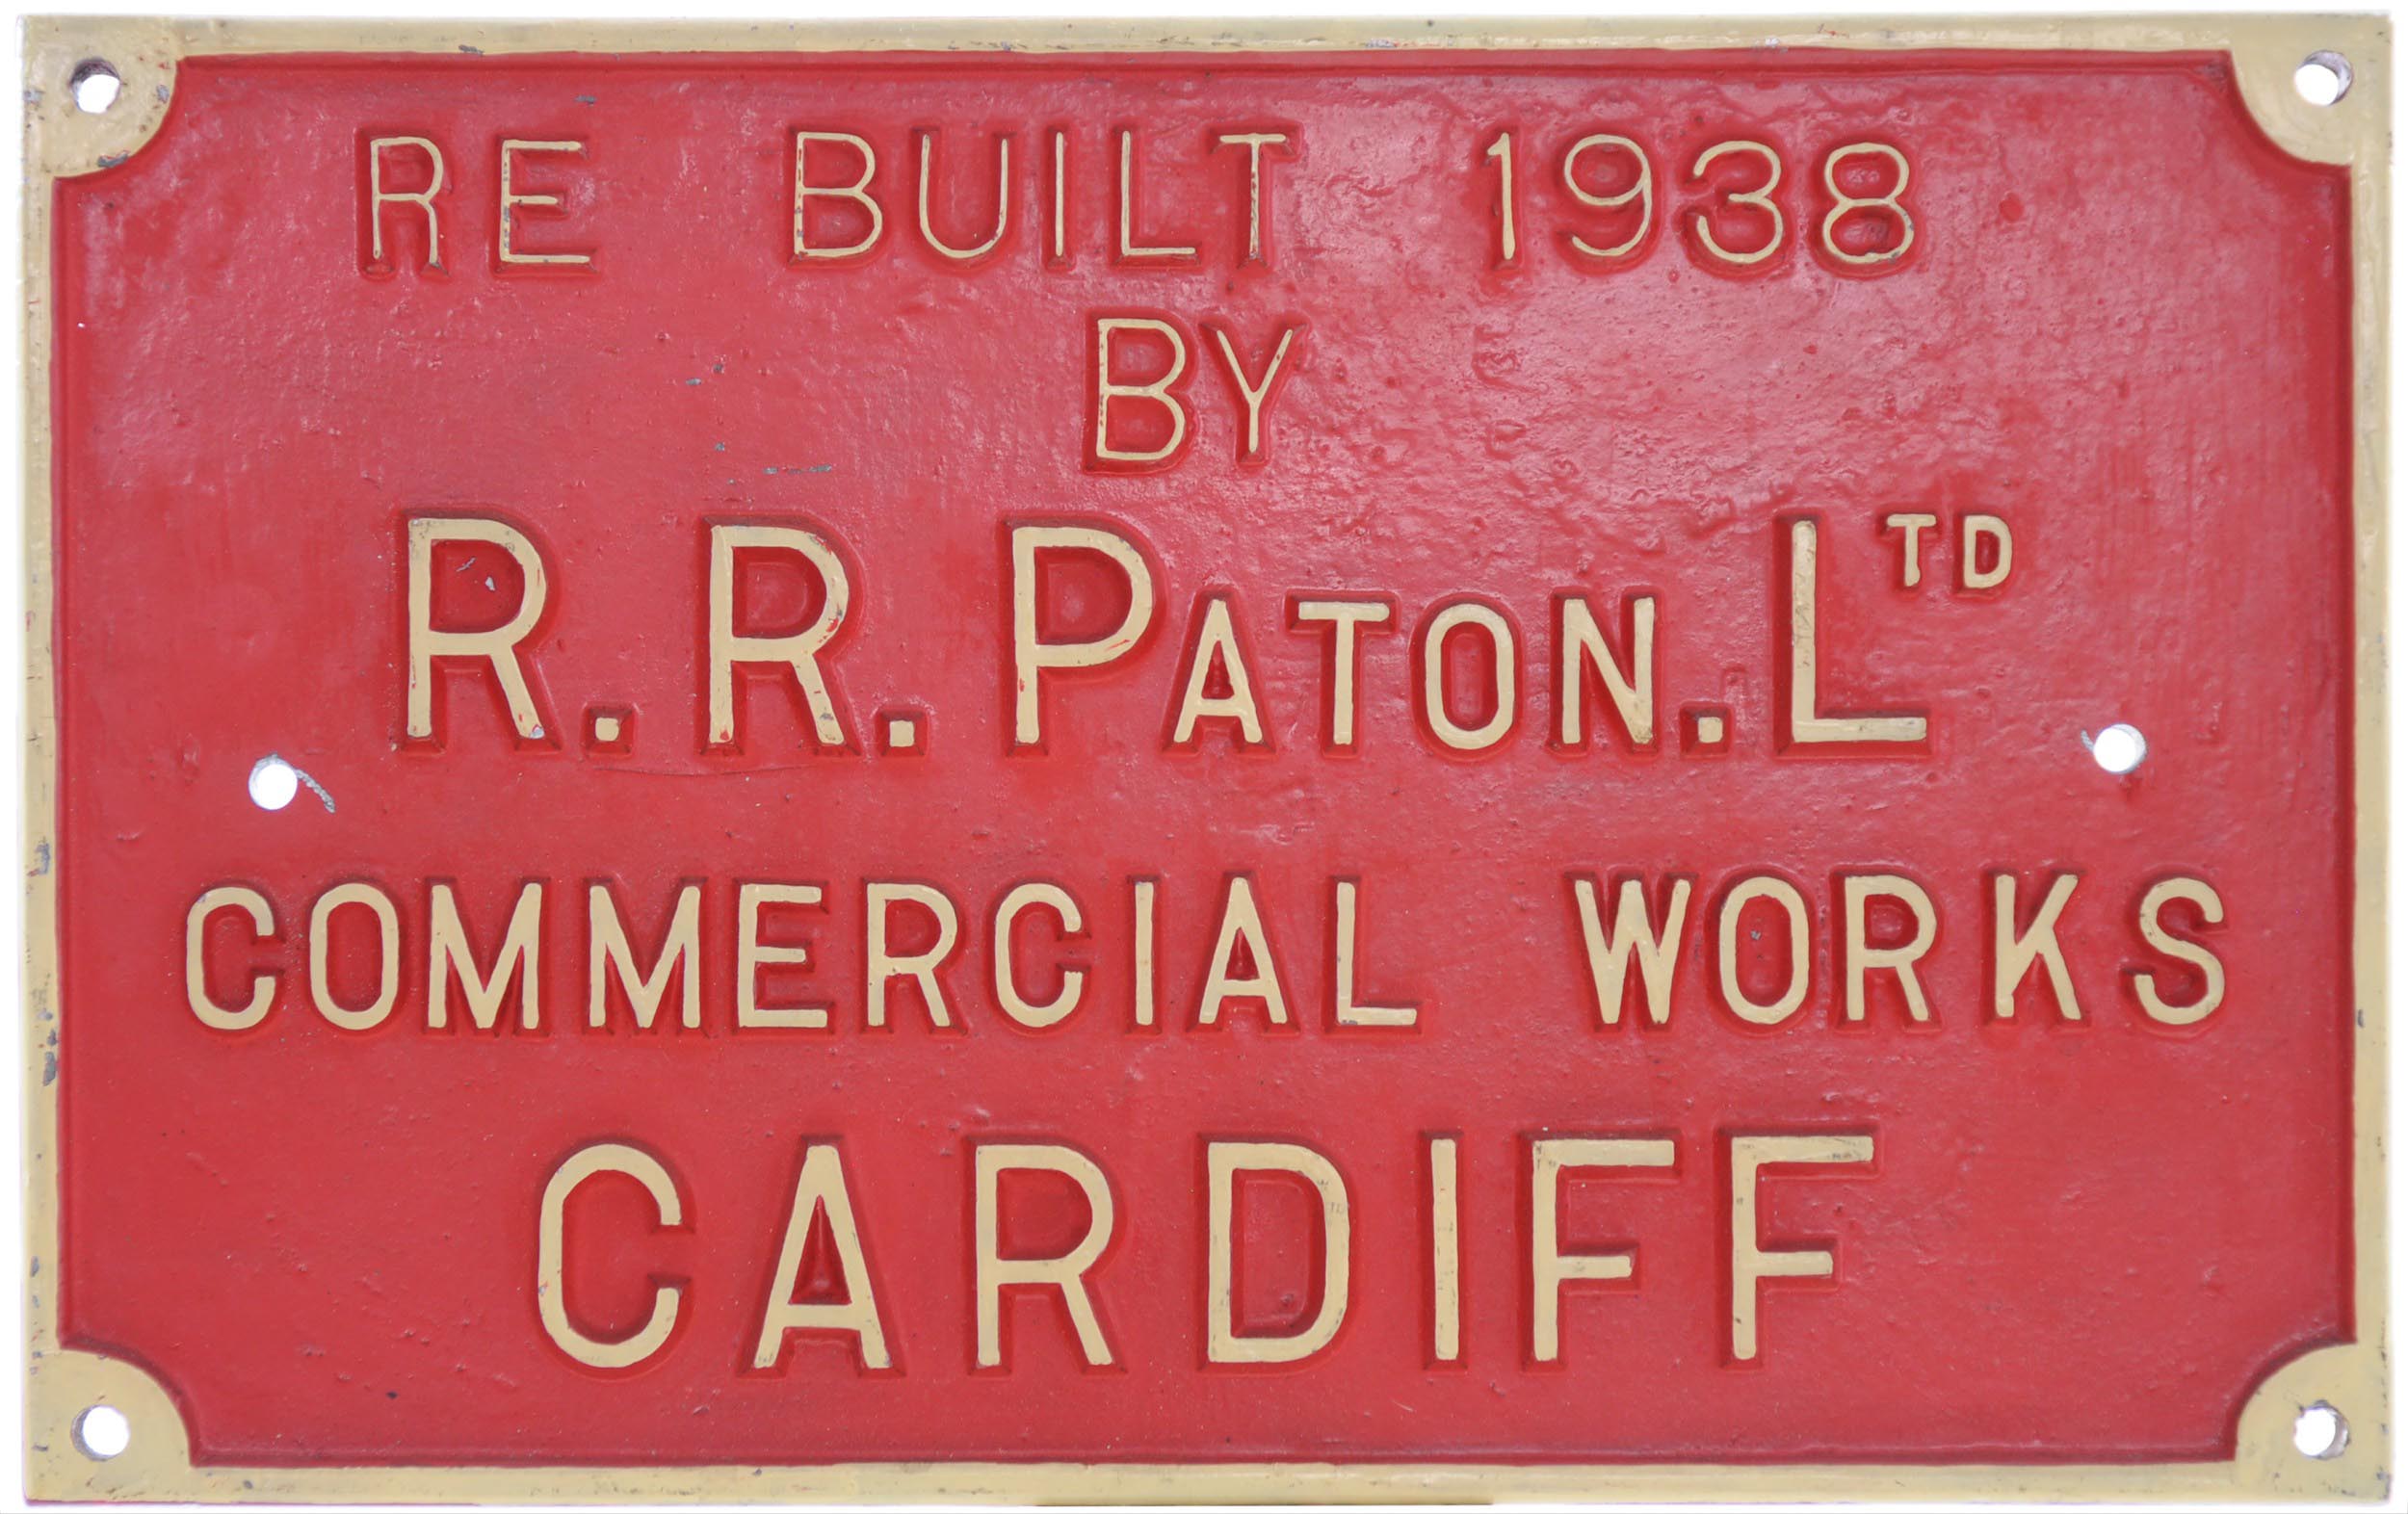 RE BUILT 1938
BY
R. R. PATON. LTD
COMMERCIAL WORKS
CARDIFF